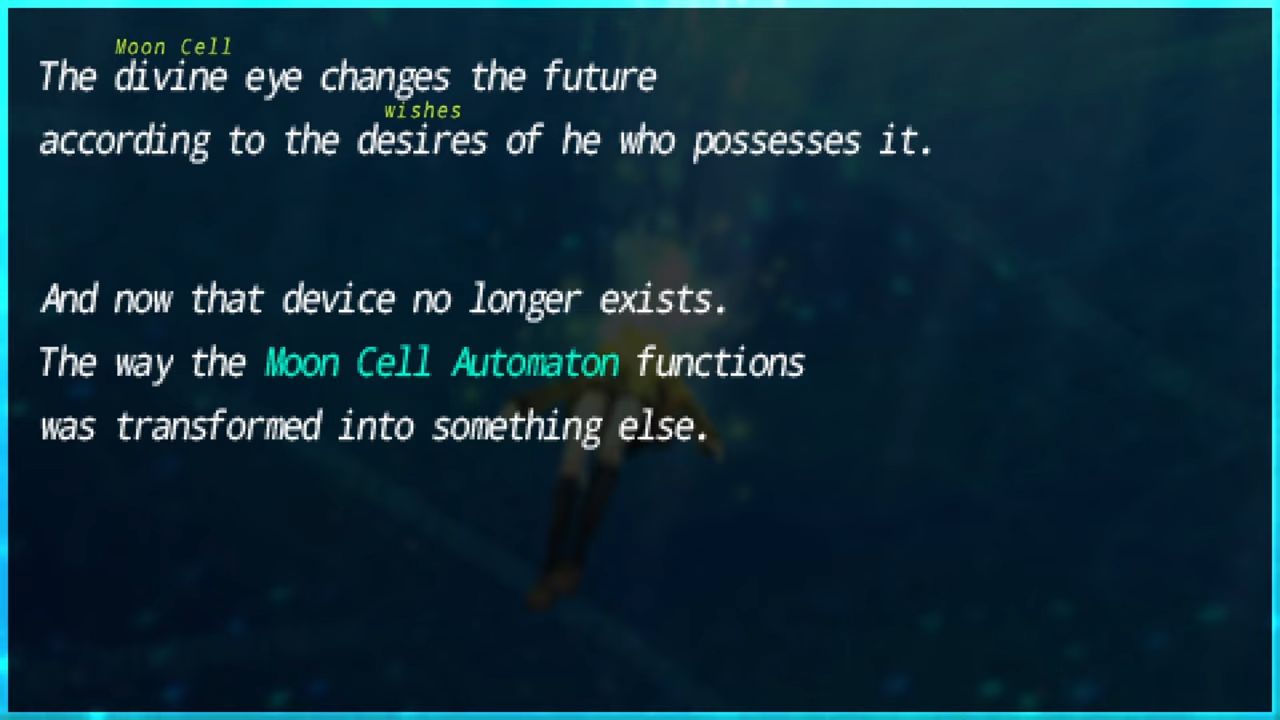 Moon Cell
The divine eye changes the future
wishes
according to the desires of he who possesses it.
And now that device no longer exists.
The way the Moon Cell Automaton functions
was transformed into something else.